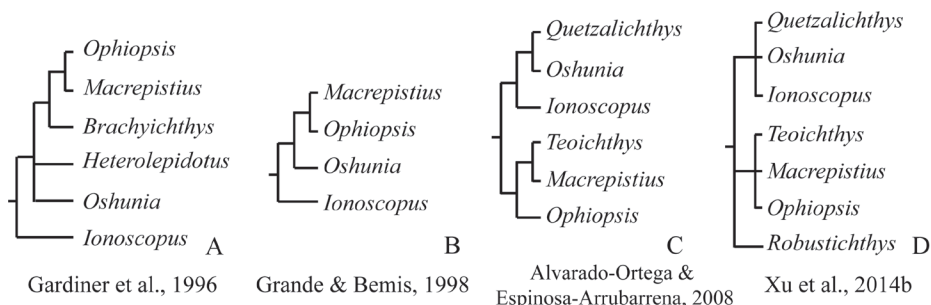 Ophiopsis
Macrepistius
Brachyichthys
Heterolepidotus
Oshunia
Ionoscopus
A
Gardiner et al., 1996
Macrepistius
Ophiopsis
Oshunia
Ionoscopus
B
Grande & Bemis, 1998
Quetzalichthys
Oshunia
Ionoscopus
Teoichthys
Macrepistius
Ophiopsis
C
Alvarado-Ortega &
Espinosa-Arrubarrena, 2008
Quetzalichthys
Oshunia
Ionoscopus
Teoichthys
Macrepistius
Ophiopsis
Robustichthys
D
Xu et al., 2014b